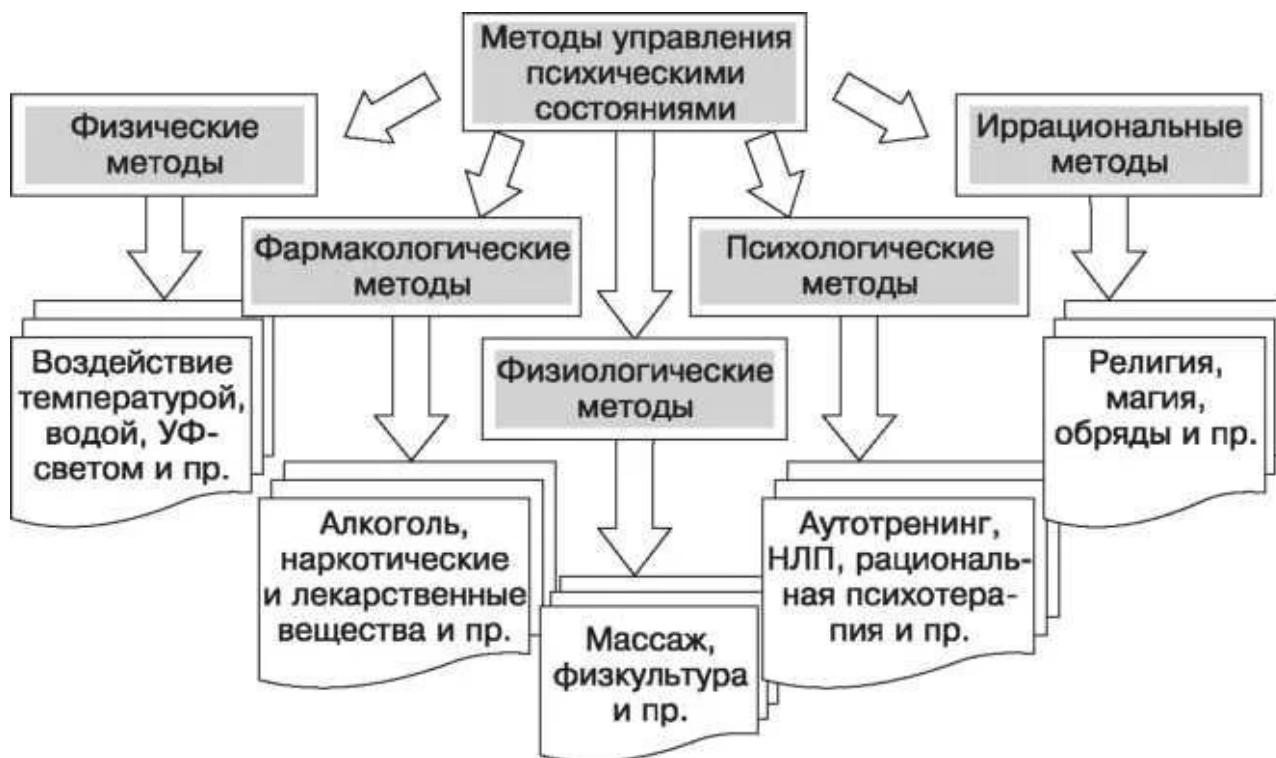 Методы управления
психическими
состояниями
Физические
методы
Иррациональные
методы
Фармакологические
методы
Психологические
методы
Физиологические
методы
Воздействие
температурой,
водой, УФ-
светом и пр.
Религия,
магия,
обряды и пр.
Алкоголь,
наркотические
и лекарственные
вещества и пр.
Аутотренинг,
НЛП, рациональ-
ная психотера-
пия и пр.
Массаж,
физкультура
и пр.